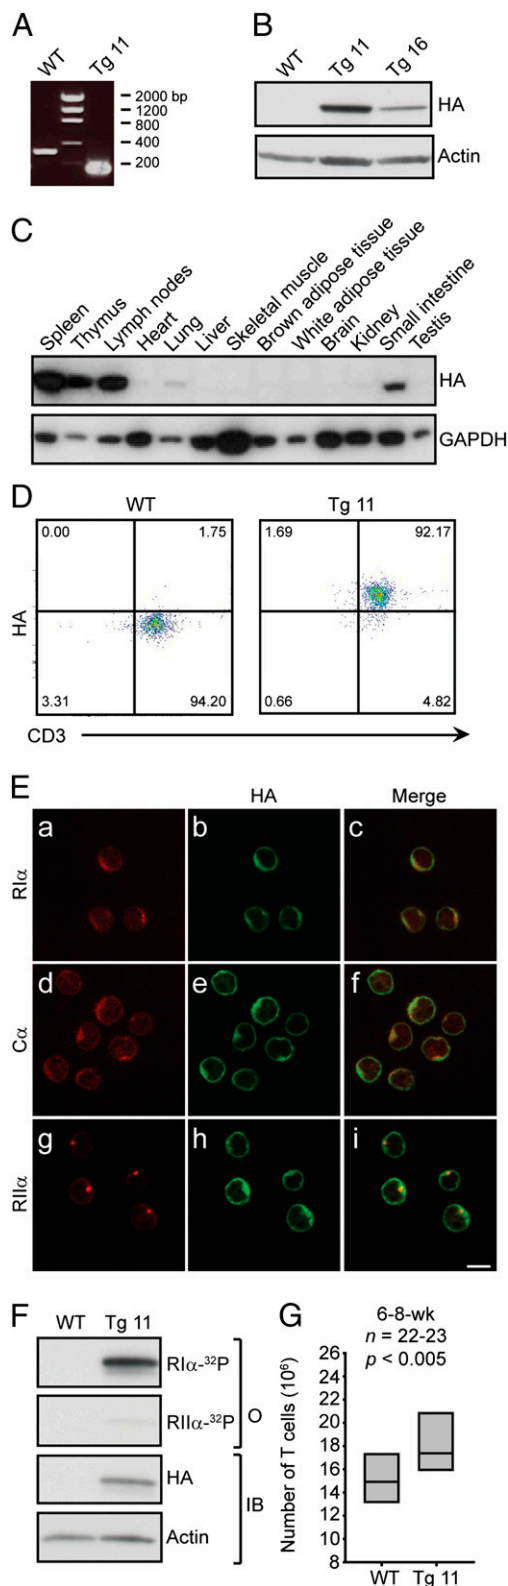 A
WT
Tg 11
2000 bp
1200
800
400
200
B
WT
Tg 11
Tg 16
HA
Actin
C
Spleen
Thymus
Lymph nodes
Heart
Lung
Liver
Skeletal muscle
Brown adipose tissue
White adipose tissue
Brain
Kidney
Small intestine
Testis
HA
GAPDH
D
WT
Tg 11
0.00 1.75
3.31 94.20
1.69 92.17
0.66 4.82
HA
CD3
E
HA
Merge
RIα
a
b
c
Cα
d
e
f
RIIα
g
h
i
F
WT
Tg 11
RIα-³²P
RIIα-³²P
O
HA
Actin
IB
G
6-8-wk
n = 22-23
p < 0.005
Number of T cells (10⁶)
26
24
22
20
18
16
14
12
10
8
WT
Tg 11